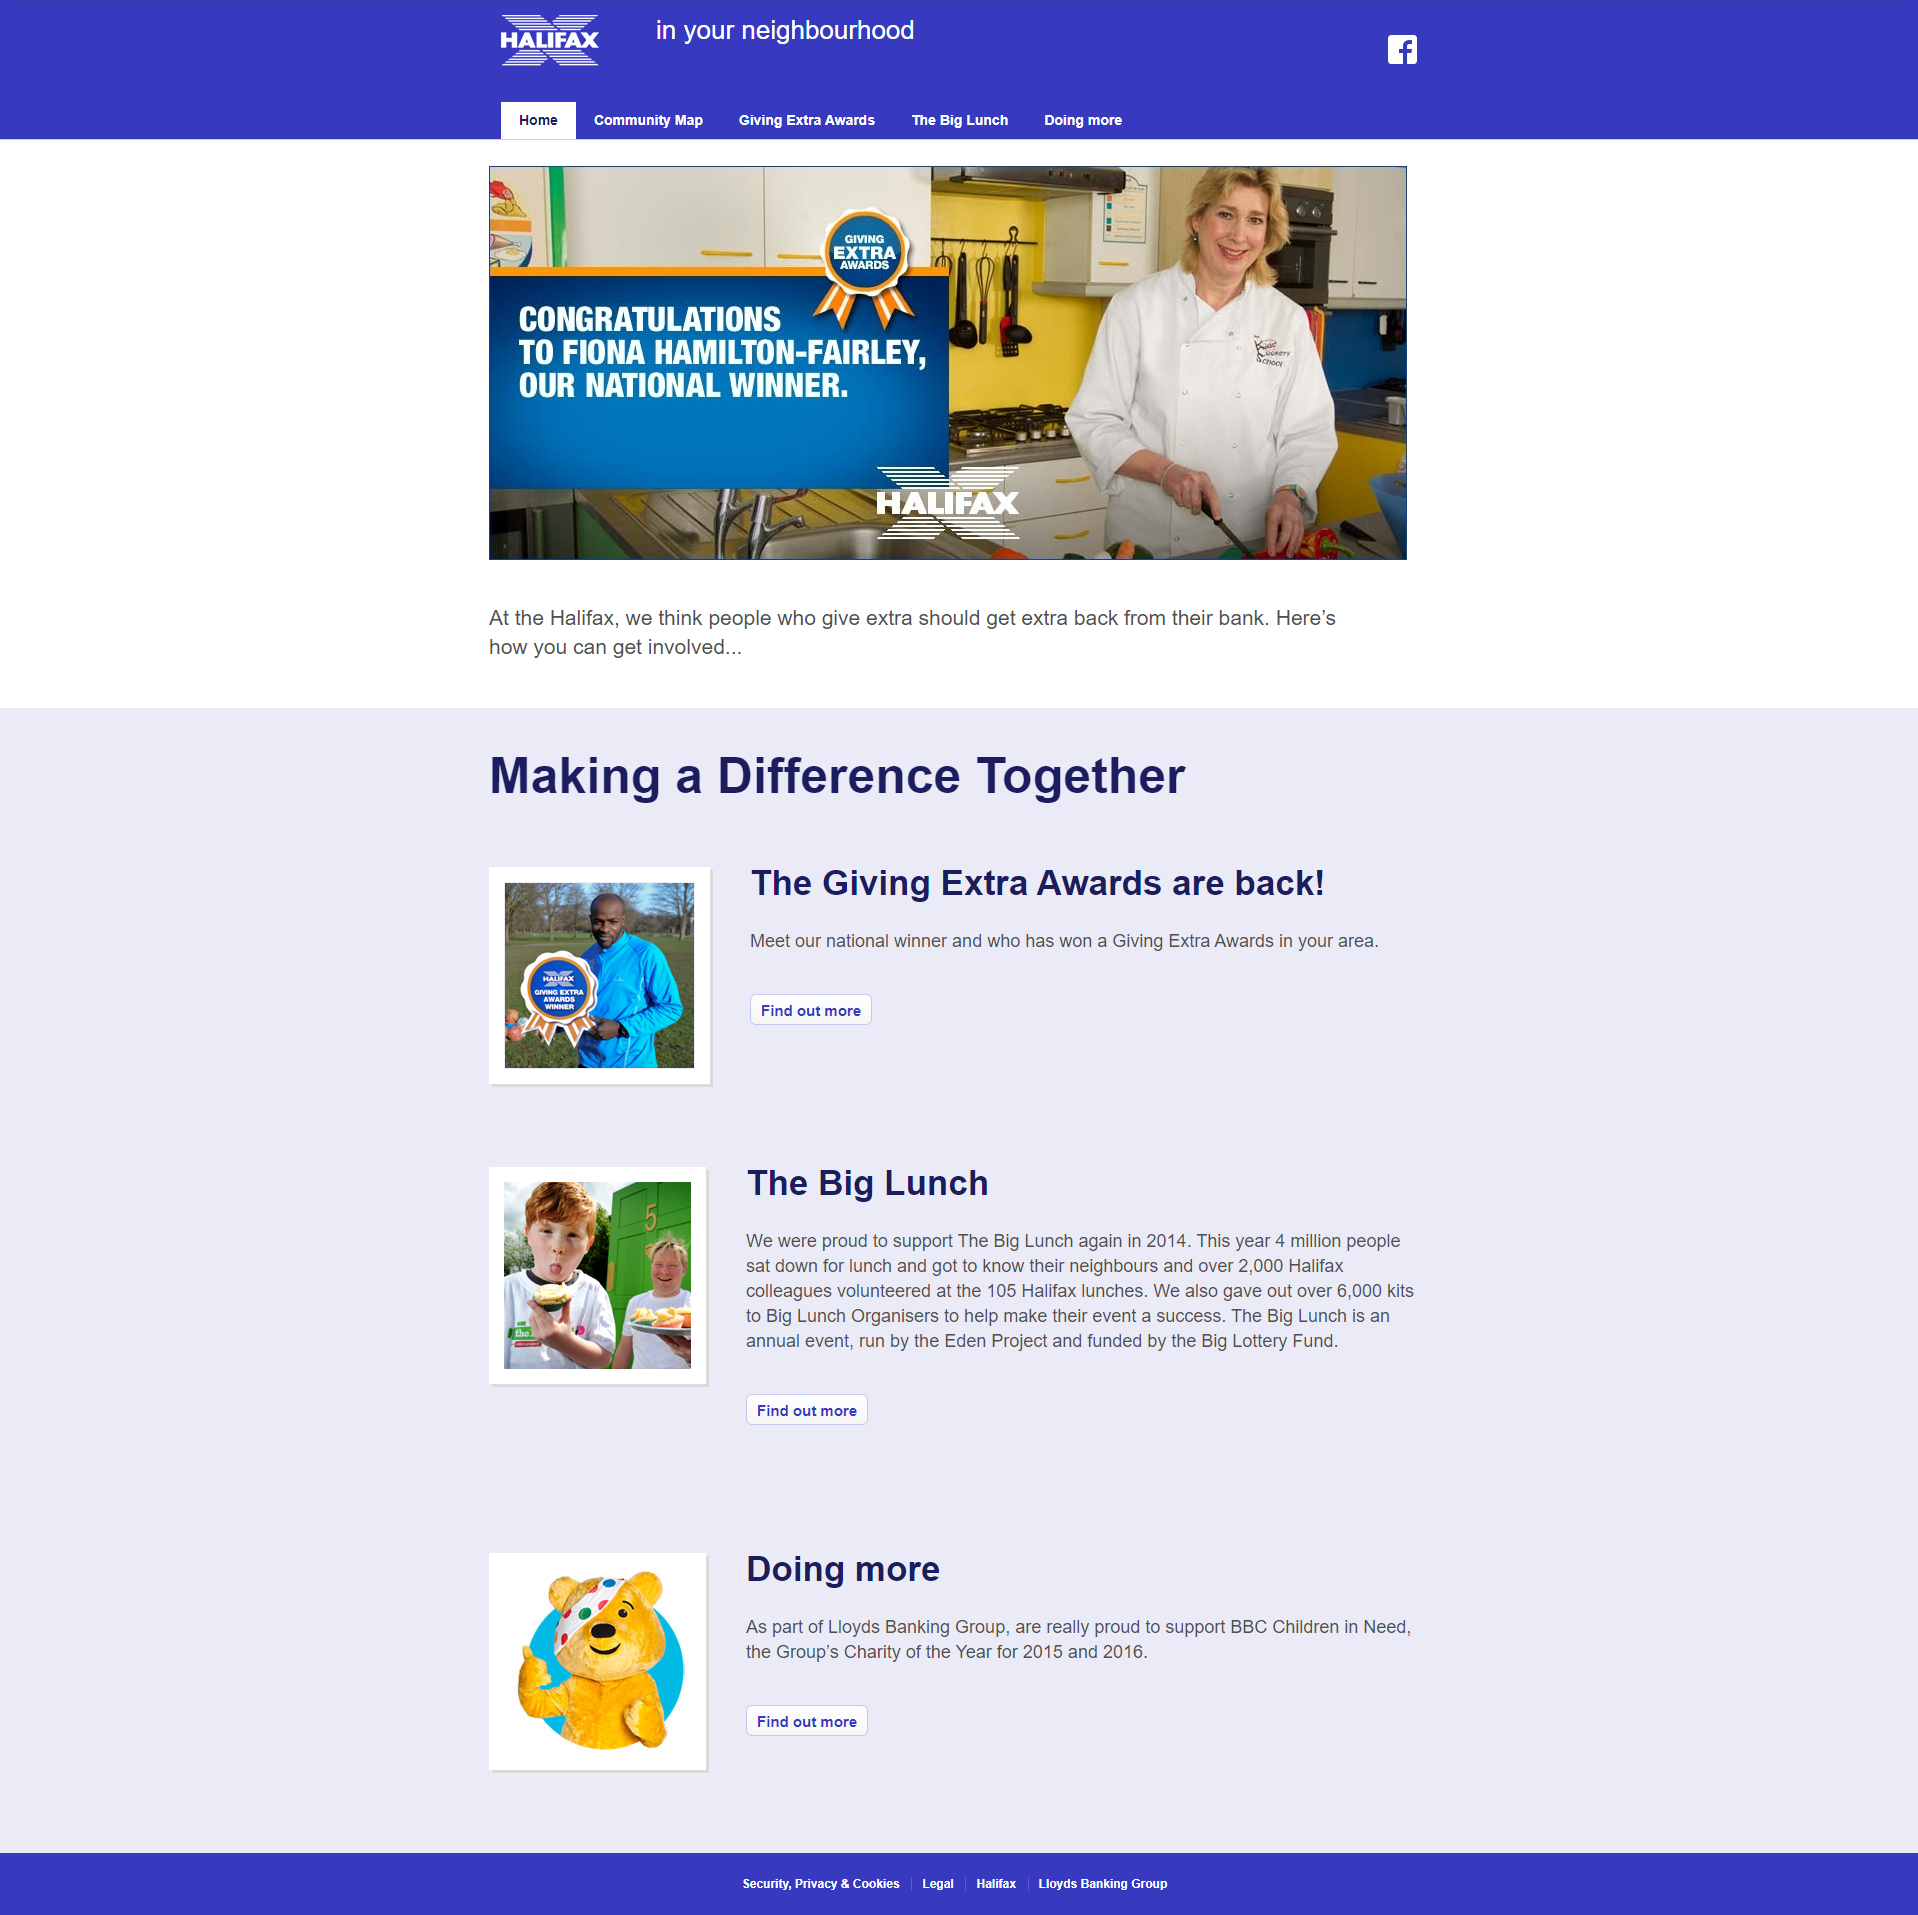 HALIFAX
in your neighbourhood
Home
Community Map
Giving Extra Awards
The Big Lunch
Doing more
GIVING
EXTRA
AWARDS
CONGRATULATIONS
TO FIONA HAMILTON-FAIRLEY,
OUR NATIONAL WINNER.
Kids'
Cookery
School
HALIFAX
At the Halifax, we think people who give extra should get extra back from their bank. Here’s
how you can get involved...
Making a Difference Together
The Giving Extra Awards are back!
HALIFAX
GIVING EXTRA
AWARDS
WINNER
Meet our national winner and who has won a Giving Extra Awards in your area.
Find out more
The Big Lunch
5
the
We were proud to support The Big Lunch again in 2014. This year 4 million people
sat down for lunch and got to know their neighbours and over 2,000 Halifax
colleagues volunteered at the 105 Halifax lunches. We also gave out over 6,000 kits
to Big Lunch Organisers to help make their event a success. The Big Lunch is an
annual event, run by the Eden Project and funded by the Big Lottery Fund.
Find out more
Doing more
As part of Lloyds Banking Group, are really proud to support BBC Children in Need,
the Group’s Charity of the Year for 2015 and 2016.
Find out more
Security, Privacy & Cookies
Legal
Halifax
Lloyds Banking Group